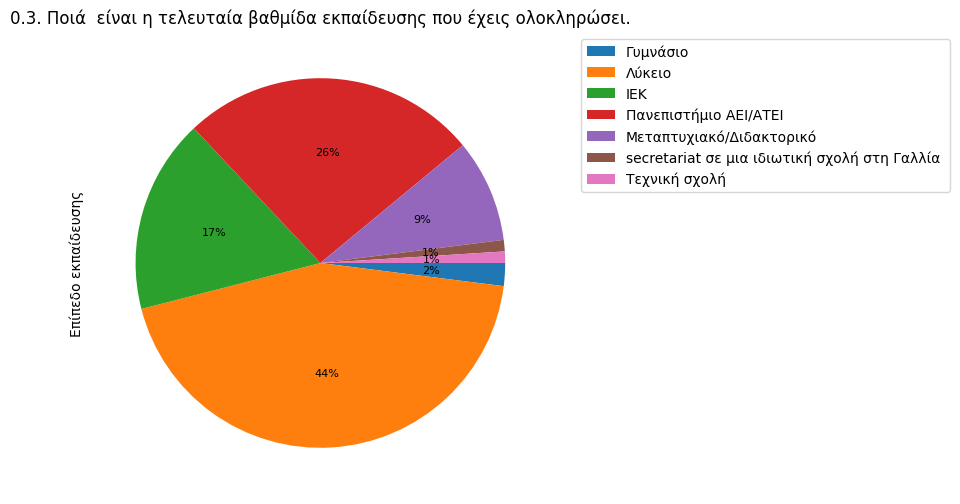 0.3. Ποιά  είναι η τελευταία βαθμίδα εκπαίδευσης που έχεις ολοκληρώσει.
Γυμνάσιο
Λύκειο
ΙΕΚ
Πανεπιστήμιο ΑΕΙ/ΑΤΕΙ
Μεταπτυχιακό/Διδακτορικό
secretariat σε μια ιδιωτική σχολή στη Γαλλία
Τεχνική σχολή
Επίπεδο εκπαίδευσης
26%
9%
17%
1%
1%
2%
44%